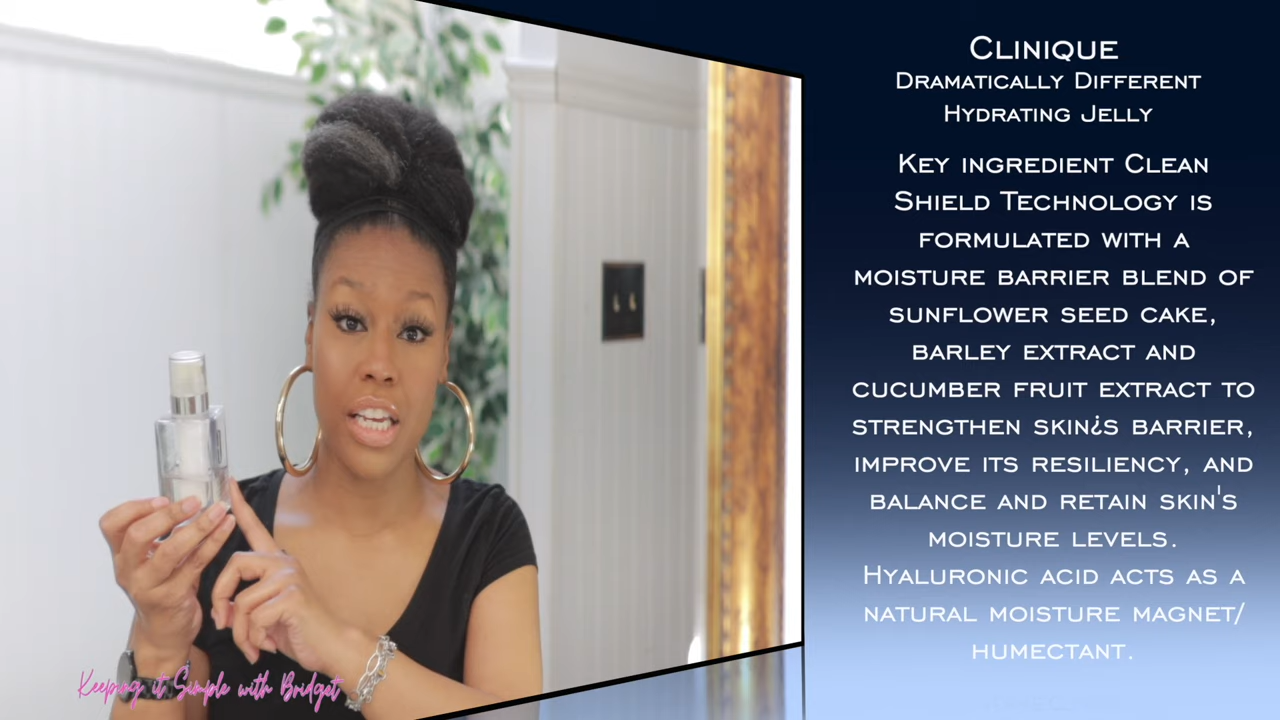 Clinique
Dramatically Different
Hydrating Jelly
Key ingredient Clean
Shield Technology is
formulated with a
moisture barrier blend of
sunflower seed cake,
barley extract and
cucumber fruit extract to
strengthen skin¿s barrier,
improve its resiliency, and
balance and retain skin's
moisture levels.
Hyaluronic acid acts as a
natural moisture magnet/
humectant.
Keeping it Simple with Bridget